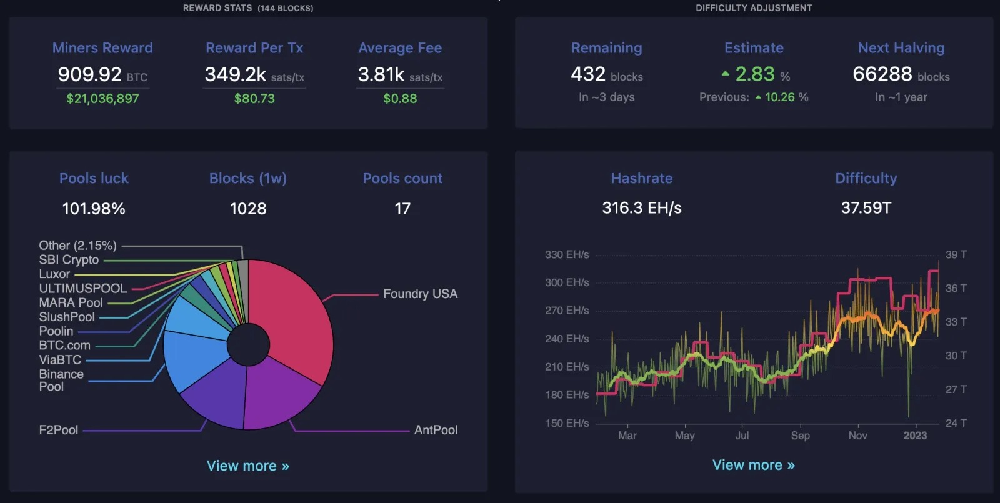 REWARD STATS (144 BLOCKS)
Miners Reward
909.92 BTC
$21,036,897
Reward Per Tx
349.2k sats/tx
$80.73
Average Fee
3.81k sats/tx
$0.88
DIFFICULTY ADJUSTMENT
Remaining
432 blocks
In ~3 days
Estimate
2.83 %
Previous: 10.26 %
Next Halving
66288 blocks
In ~1 year
Pools luck
101.98%
Blocks (1w)
1028
Pools count
17
Other (2.15%)
SBI Crypto
Luxor
ULTIMUSPOOL
MARA Pool
SlushPool
Poolin
BTC.com
ViaBTC
Binance
Pool
F2Pool
Foundry USA
AntPool
View more »
Hashrate
316.3 EH/s
Difficulty
37.59T
330 EH/s
300 EH/s
270 EH/s
240 EH/s
210 EH/s
180 EH/s
150 EH/s
39 T
36 T
33 T
30 T
27 T
24 T
Mar May Jul Sep Nov 2023
View more »